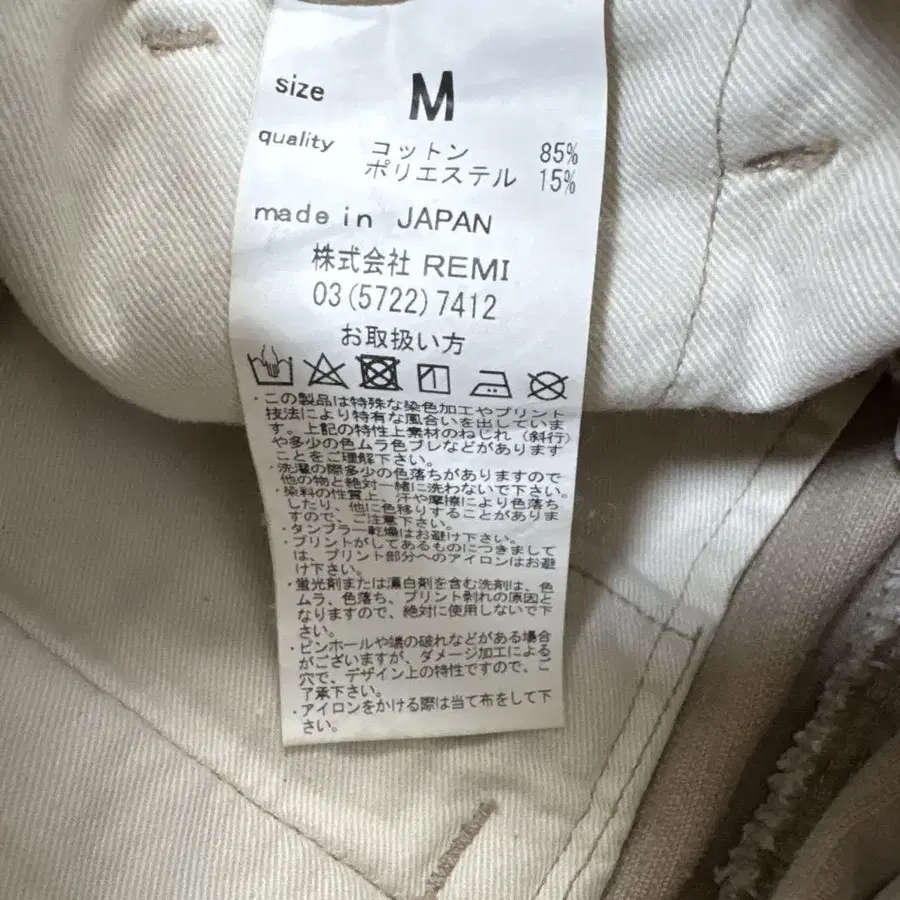 size M
quality コットン 85%
ポリエステル 15%
made in JAPAN
株式会社 REMI
03(5722)7412
お取扱い方
・この製品は特殊な染色加工やプリント
技法により特有な風合いを出していま
す。上記の特性上素材のねじれ(斜行)
や多少の色ムラ色ブレなどがあります
ことをご理解下さい。
・洗濯の際多少の色落ちがありますので
他の物と絶対一緒に洗わないで下さい。
・染料の性質上、汗や摩擦により色落ち
したり、他に色移りすることがありま
すので、ご注意下さい。
・タンブラー乾燥はお避け下さい。
・プリントがしてあるものにつきまして
は、プリント部分へのアイロンはお避
け下さい。
・蛍光剤または漂白剤を含む洗剤は、色
ムラ、色落ち、プリント剥れの原因と
なりますので、絶対に使用しないで下
さい。
・ピンホールや端の破れなどがある場合
がございますが、ダメージ加工による
穴で、デザイン上の特性ですので、ご
了承下さい。
・アイロンをかける際は当て布をして下
さい。